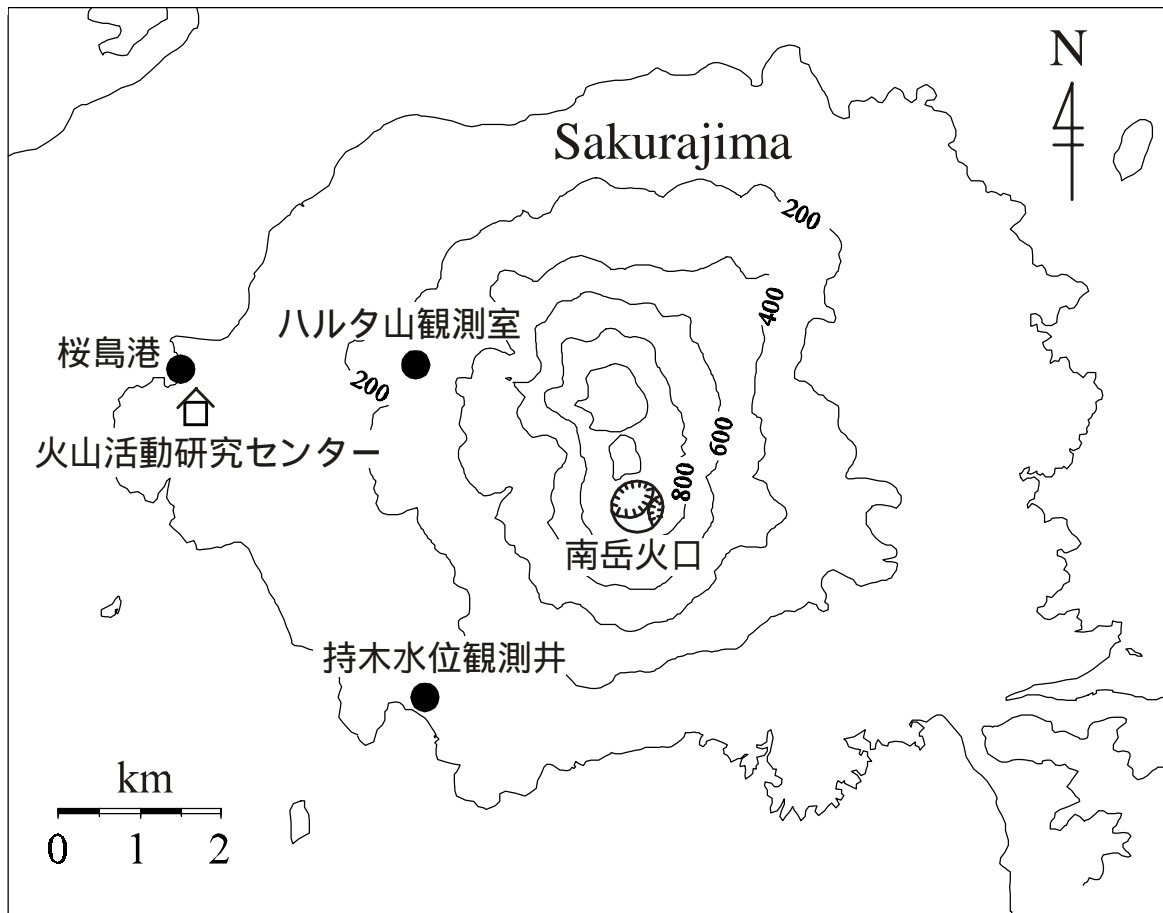 N
Sakurajima
200
400
ハルタ山観測室
桜島港
200
火山活動研究センター
600
800
南岳火口
持木水位観測井
km
0 1 2